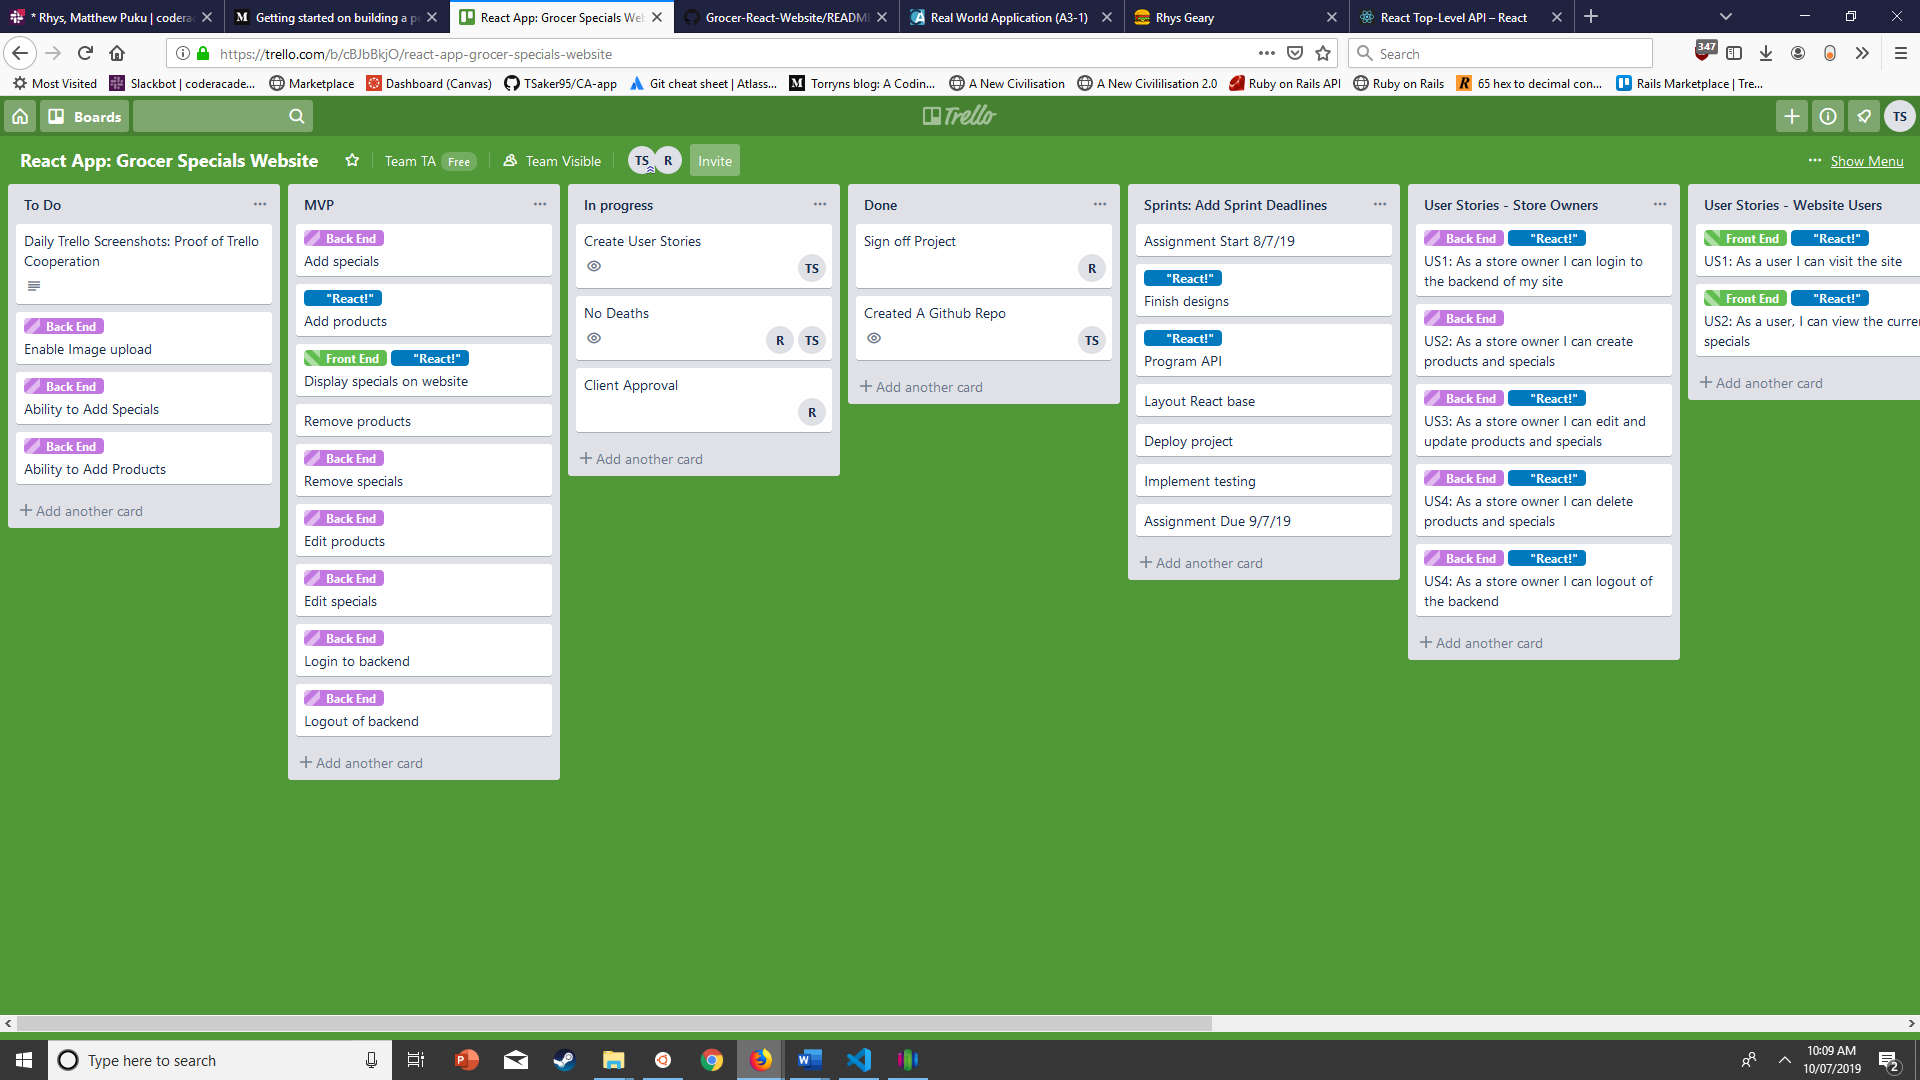 * Rhys, Matthew Puku | coderac
Getting started on building a pe
React App: Grocer Specials Web
Grocer-React-Website/README
Real World Application (A3-1)
Rhys Geary
React Top-Level API – React
https://trello.com/b/cBJbBkjO/react-app-grocer-specials-website
Search
347
Most Visited
Slackbot | coderacade...
Marketplace
Dashboard (Canvas)
TSaker95/CA-app
Git cheat sheet | Atlass...
Torryns blog: A Codin...
A New Civilisation
A New Civililisation 2.0
Ruby on Rails API
Ruby on Rails
65 hex to decimal con...
Rails Marketplace | Tre...
Boards
Trello
TS
React App: Grocer Specials Website
Team TA Free
Team Visible
TS R
Invite
Show Menu
To Do
Daily Trello Screenshots: Proof of Trello
Cooperation
Back End
Enable Image upload
Back End
Ability to Add Specials
Back End
Ability to Add Products
Add another card
MVP
Back End
Add specials
"React!"
Add products
Front End "React!"
Display specials on website
Remove products
Back End
Remove specials
Back End
Edit products
Back End
Edit specials
Back End
Login to backend
Back End
Logout of backend
Add another card
In progress
Create User Stories
TS
No Deaths
R TS
Client Approval
R
Add another card
Done
Sign off Project
R
Created A Github Repo
TS
Add another card
Sprints: Add Sprint Deadlines
Assignment Start 8/7/19
"React!"
Finish designs
"React!"
Program API
Layout React base
Deploy project
Implement testing
Assignment Due 9/7/19
Add another card
User Stories - Store Owners
Back End "React!"
US1: As a store owner I can login to
the backend of my site
Back End
US2: As a store owner I can create
products and specials
Back End "React!"
US3: As a store owner I can edit and
update products and specials
Back End "React!"
US4: As a store owner I can delete
products and specials
Back End "React!"
US4: As a store owner I can logout of
the backend
Add another card
User Stories - Website Users
Front End "React!"
US1: As a user I can visit the site
Front End "React!"
US2: As a user, I can view the curren
specials
Add another card
Type here to search
10:09 AM
10/07/2019
2